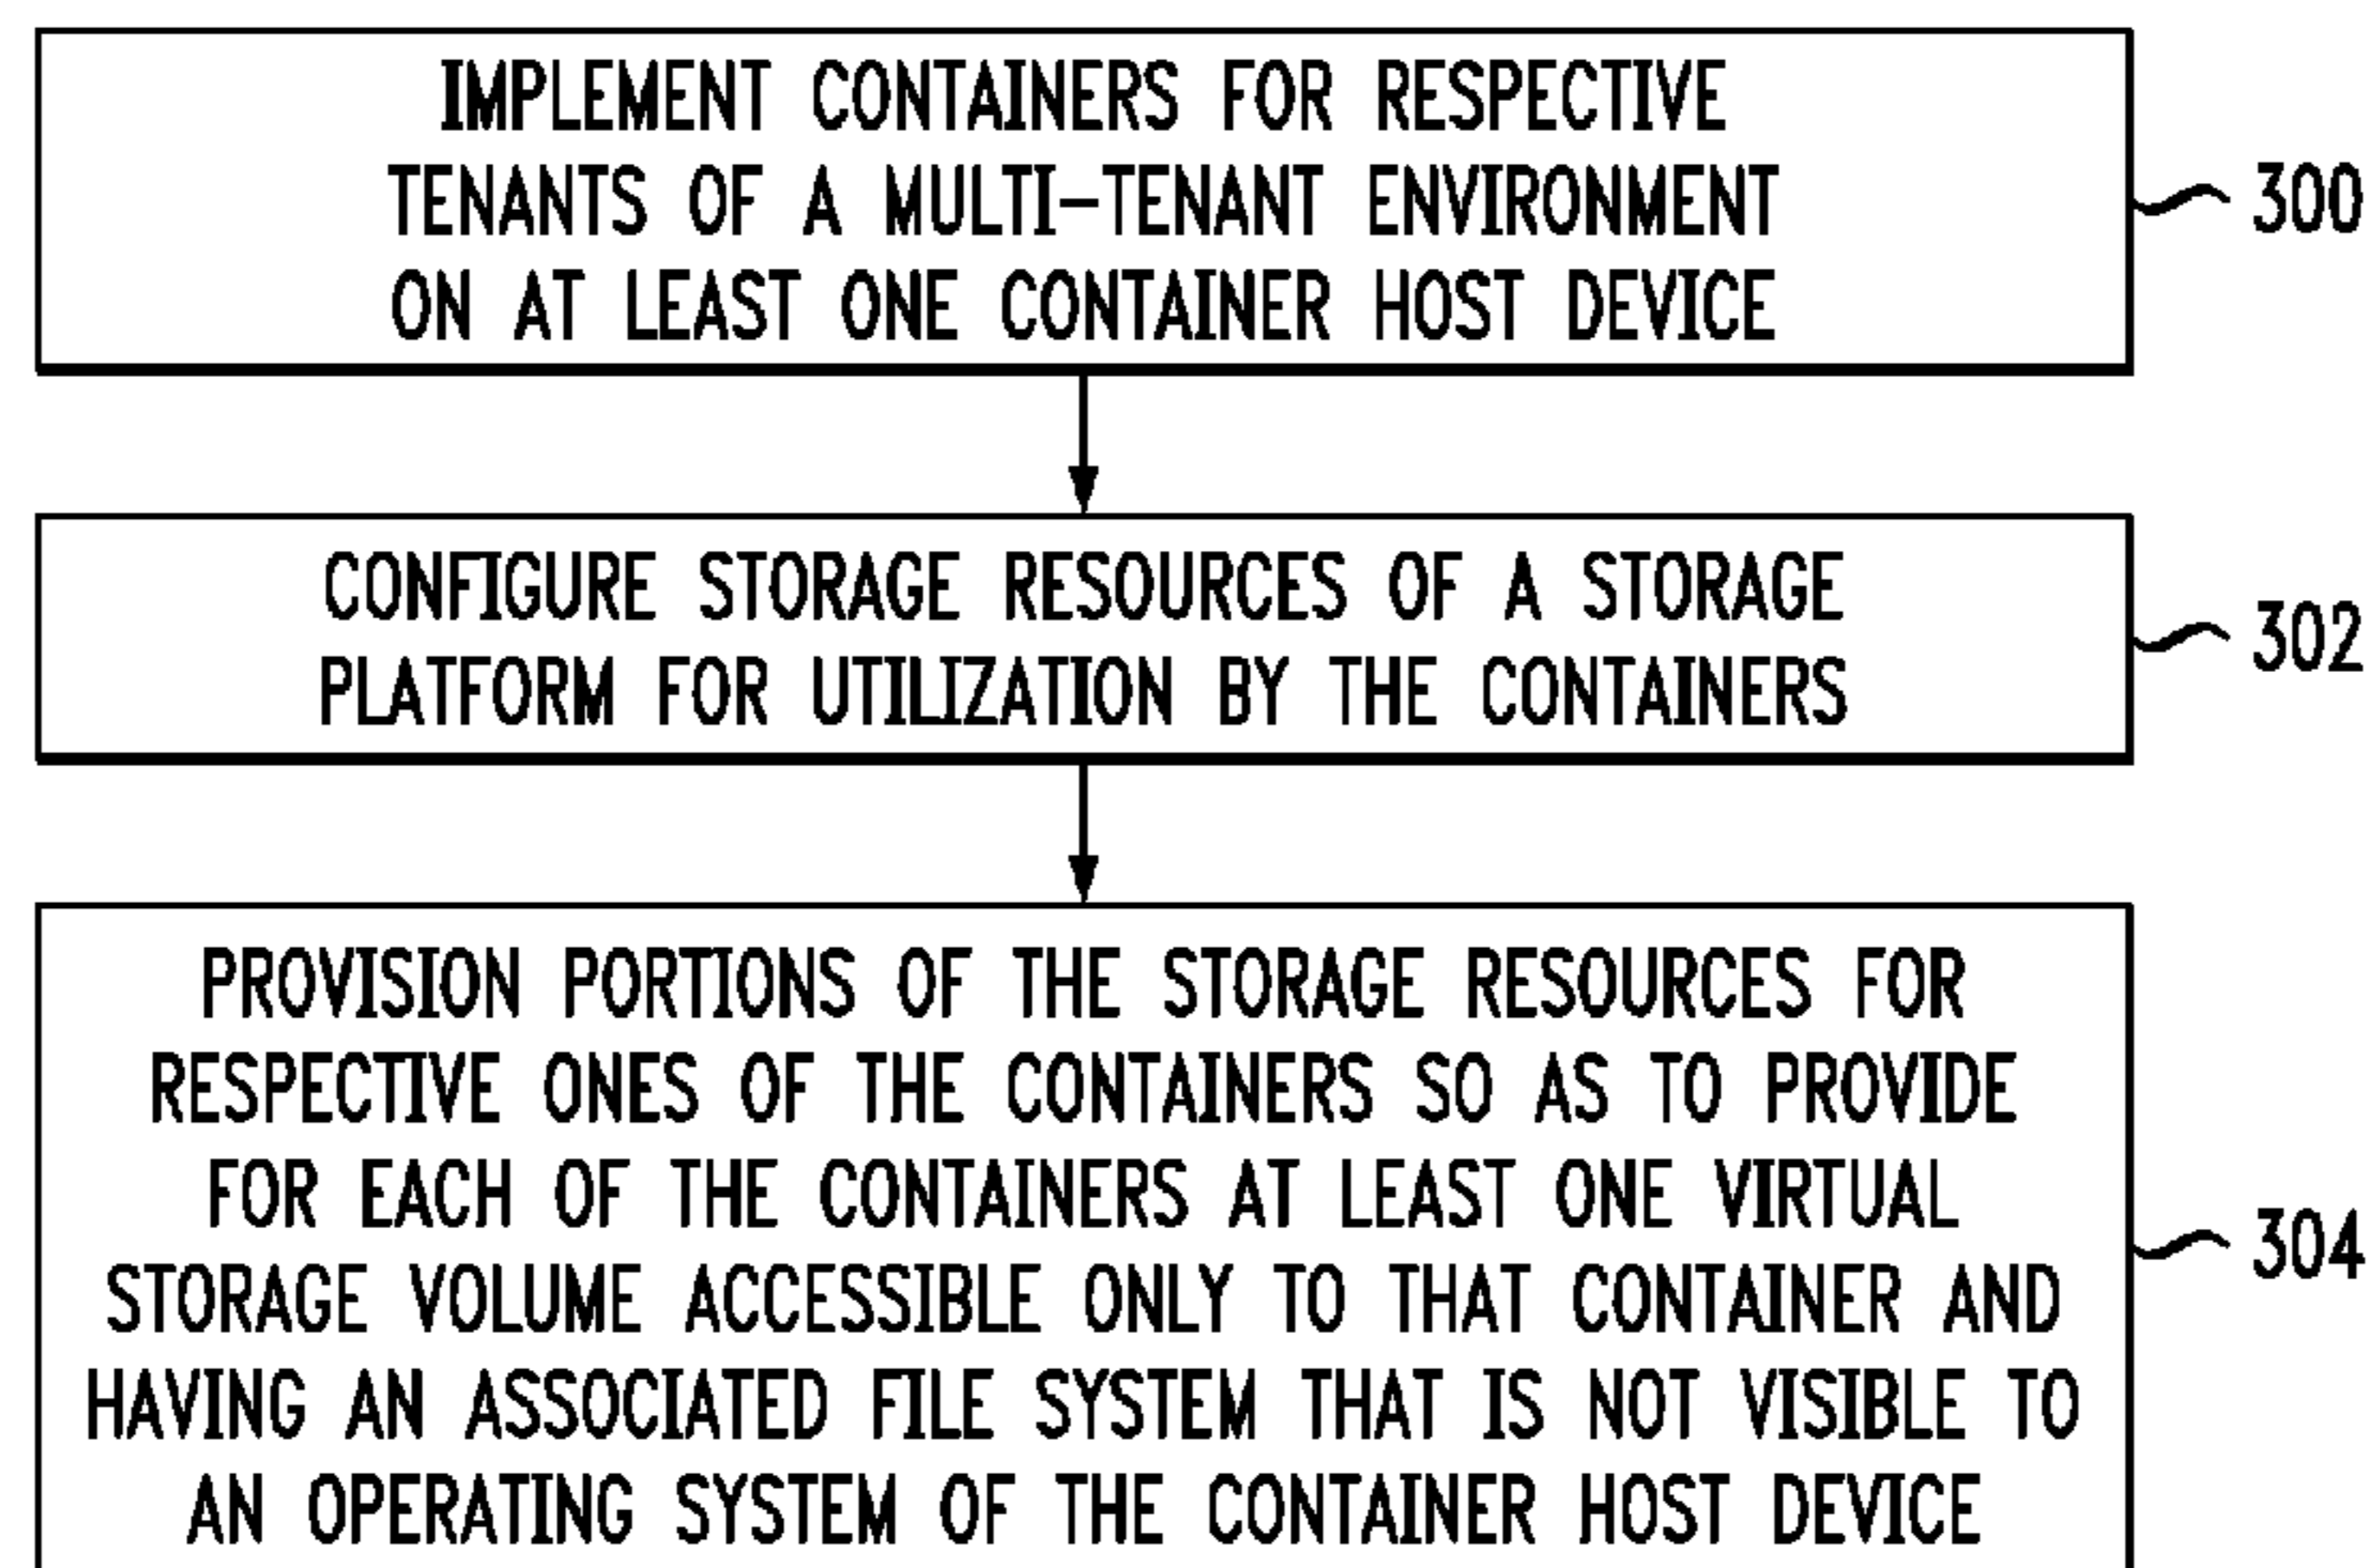 IMPLEMENT CONTAINERS FOR RESPECTIVE
TENANTS OF A MULTI-TENANT ENVIRONMENT
ON AT LEAST ONE CONTAINER HOST DEVICE
300
CONFIGURE STORAGE RESOURCES OF A STORAGE
PLATFORM FOR UTILIZATION BY THE CONTAINERS
302
PROVISION PORTIONS OF THE STORAGE RESOURCES FOR
RESPECTIVE ONES OF THE CONTAINERS SO AS TO PROVIDE
FOR EACH OF THE CONTAINERS AT LEAST ONE VIRTUAL
STORAGE VOLUME ACCESSIBLE ONLY TO THAT CONTAINER AND
HAVING AN ASSOCIATED FILE SYSTEM THAT IS NOT VISIBLE TO
AN OPERATING SYSTEM OF THE CONTAINER HOST DEVICE
304